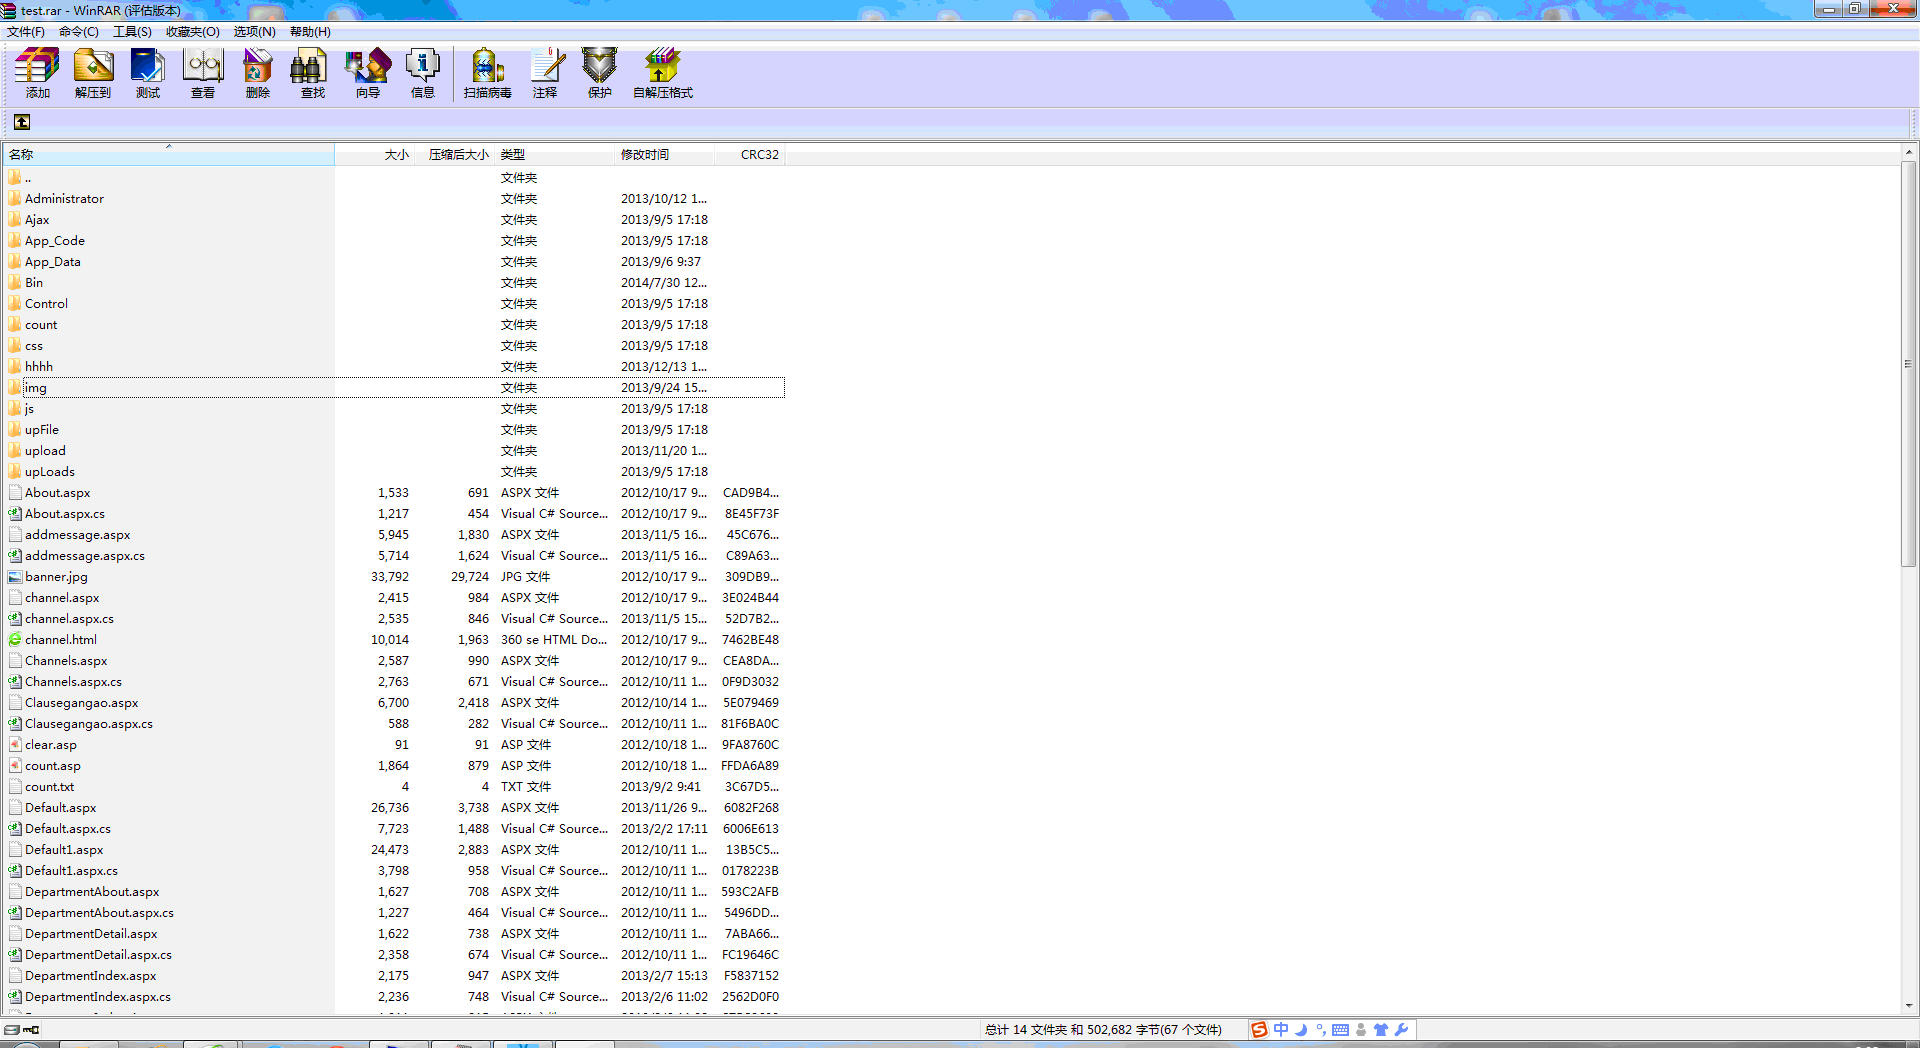 test.rar - WinRAR (评估版本)
文件(F) 命令(C) 工具(S) 收藏夹(O) 选项(N) 帮助(H)
添加 解压到 测试 查看 删除 查找 向导 信息 扫描病毒 注释 保护 自解压格式
名称 大小 压缩后大小 类型 修改时间 CRC32
.. 文件夹
Administrator 文件夹 2013/10/12 1...
Ajax 文件夹 2013/9/5 17:18
App_Code 文件夹 2013/9/5 17:18
App_Data 文件夹 2013/9/6 9:37
Bin 文件夹 2014/7/30 12...
Control 文件夹 2013/9/5 17:18
count 文件夹 2013/9/5 17:18
css 文件夹 2013/9/5 17:18
hhhh 文件夹 2013/12/13 1...
img 文件夹 2013/9/24 15...
js 文件夹 2013/9/5 17:18
upFile 文件夹 2013/9/5 17:18
upload 文件夹 2013/11/20 1...
upLoads 文件夹 2013/9/5 17:18
About.aspx 1,533 691 ASPX 文件 2012/10/17 9... CAD9B4...
About.aspx.cs 1,217 454 Visual C# Source... 2012/10/17 9... 8E45F73F
addmessage.aspx 5,945 1,830 ASPX 文件 2013/11/5 16... 45C676...
addmessage.aspx.cs 5,714 1,624 Visual C# Source... 2013/11/5 16... C89A63...
banner.jpg 33,792 29,724 JPG 文件 2012/10/17 9... 309DB9...
channel.aspx 2,415 984 ASPX 文件 2012/10/17 9... 3E024B44
channel.aspx.cs 2,535 846 Visual C# Source... 2013/11/5 15... 52D7B2...
channel.html 10,014 1,963 360 se HTML Do... 2012/10/17 9... 7462BE48
Channels.aspx 2,587 990 ASPX 文件 2012/10/17 9... CEA8DA...
Channels.aspx.cs 2,763 671 Visual C# Source... 2012/10/11 1... 0F9D3032
Clausegangao.aspx 6,700 2,418 ASPX 文件 2012/10/14 1... 5E079469
Clausegangao.aspx.cs 588 282 Visual C# Source... 2012/10/11 1... 81F6BA0C
clear.asp 91 91 ASP 文件 2012/10/18 1... 9FA8760C
count.asp 1,864 879 ASP 文件 2012/10/18 1... FFDA6A89
count.txt 4 4 TXT 文件 2013/9/2 9:41 3C67D5...
Default.aspx 26,736 3,738 ASPX 文件 2013/11/26 9... 6082F268
Default.aspx.cs 7,723 1,488 Visual C# Source... 2013/2/2 17:11 6006E613
Default1.aspx 24,473 2,883 ASPX 文件 2012/10/11 1... 13B5C5...
Default1.aspx.cs 3,798 958 Visual C# Source... 2012/10/11 1... 0178223B
DepartmentAbout.aspx 1,627 708 ASPX 文件 2012/10/11 1... 593C2AFB
DepartmentAbout.aspx.cs 1,227 464 Visual C# Source... 2012/10/11 1... 5496DD...
DepartmentDetail.aspx 1,622 738 ASPX 文件 2012/10/11 1... 7ABA66...
DepartmentDetail.aspx.cs 2,358 674 Visual C# Source... 2012/10/11 1... FC19646C
DepartmentIndex.aspx 2,175 947 ASPX 文件 2013/2/7 15:13 F5837152
DepartmentIndex.aspx.cs 2,236 748 Visual C# Source... 2013/2/6 11:02 2562D0F0
总计 14 文件夹 和 502,682 字节(67 个文件) 中